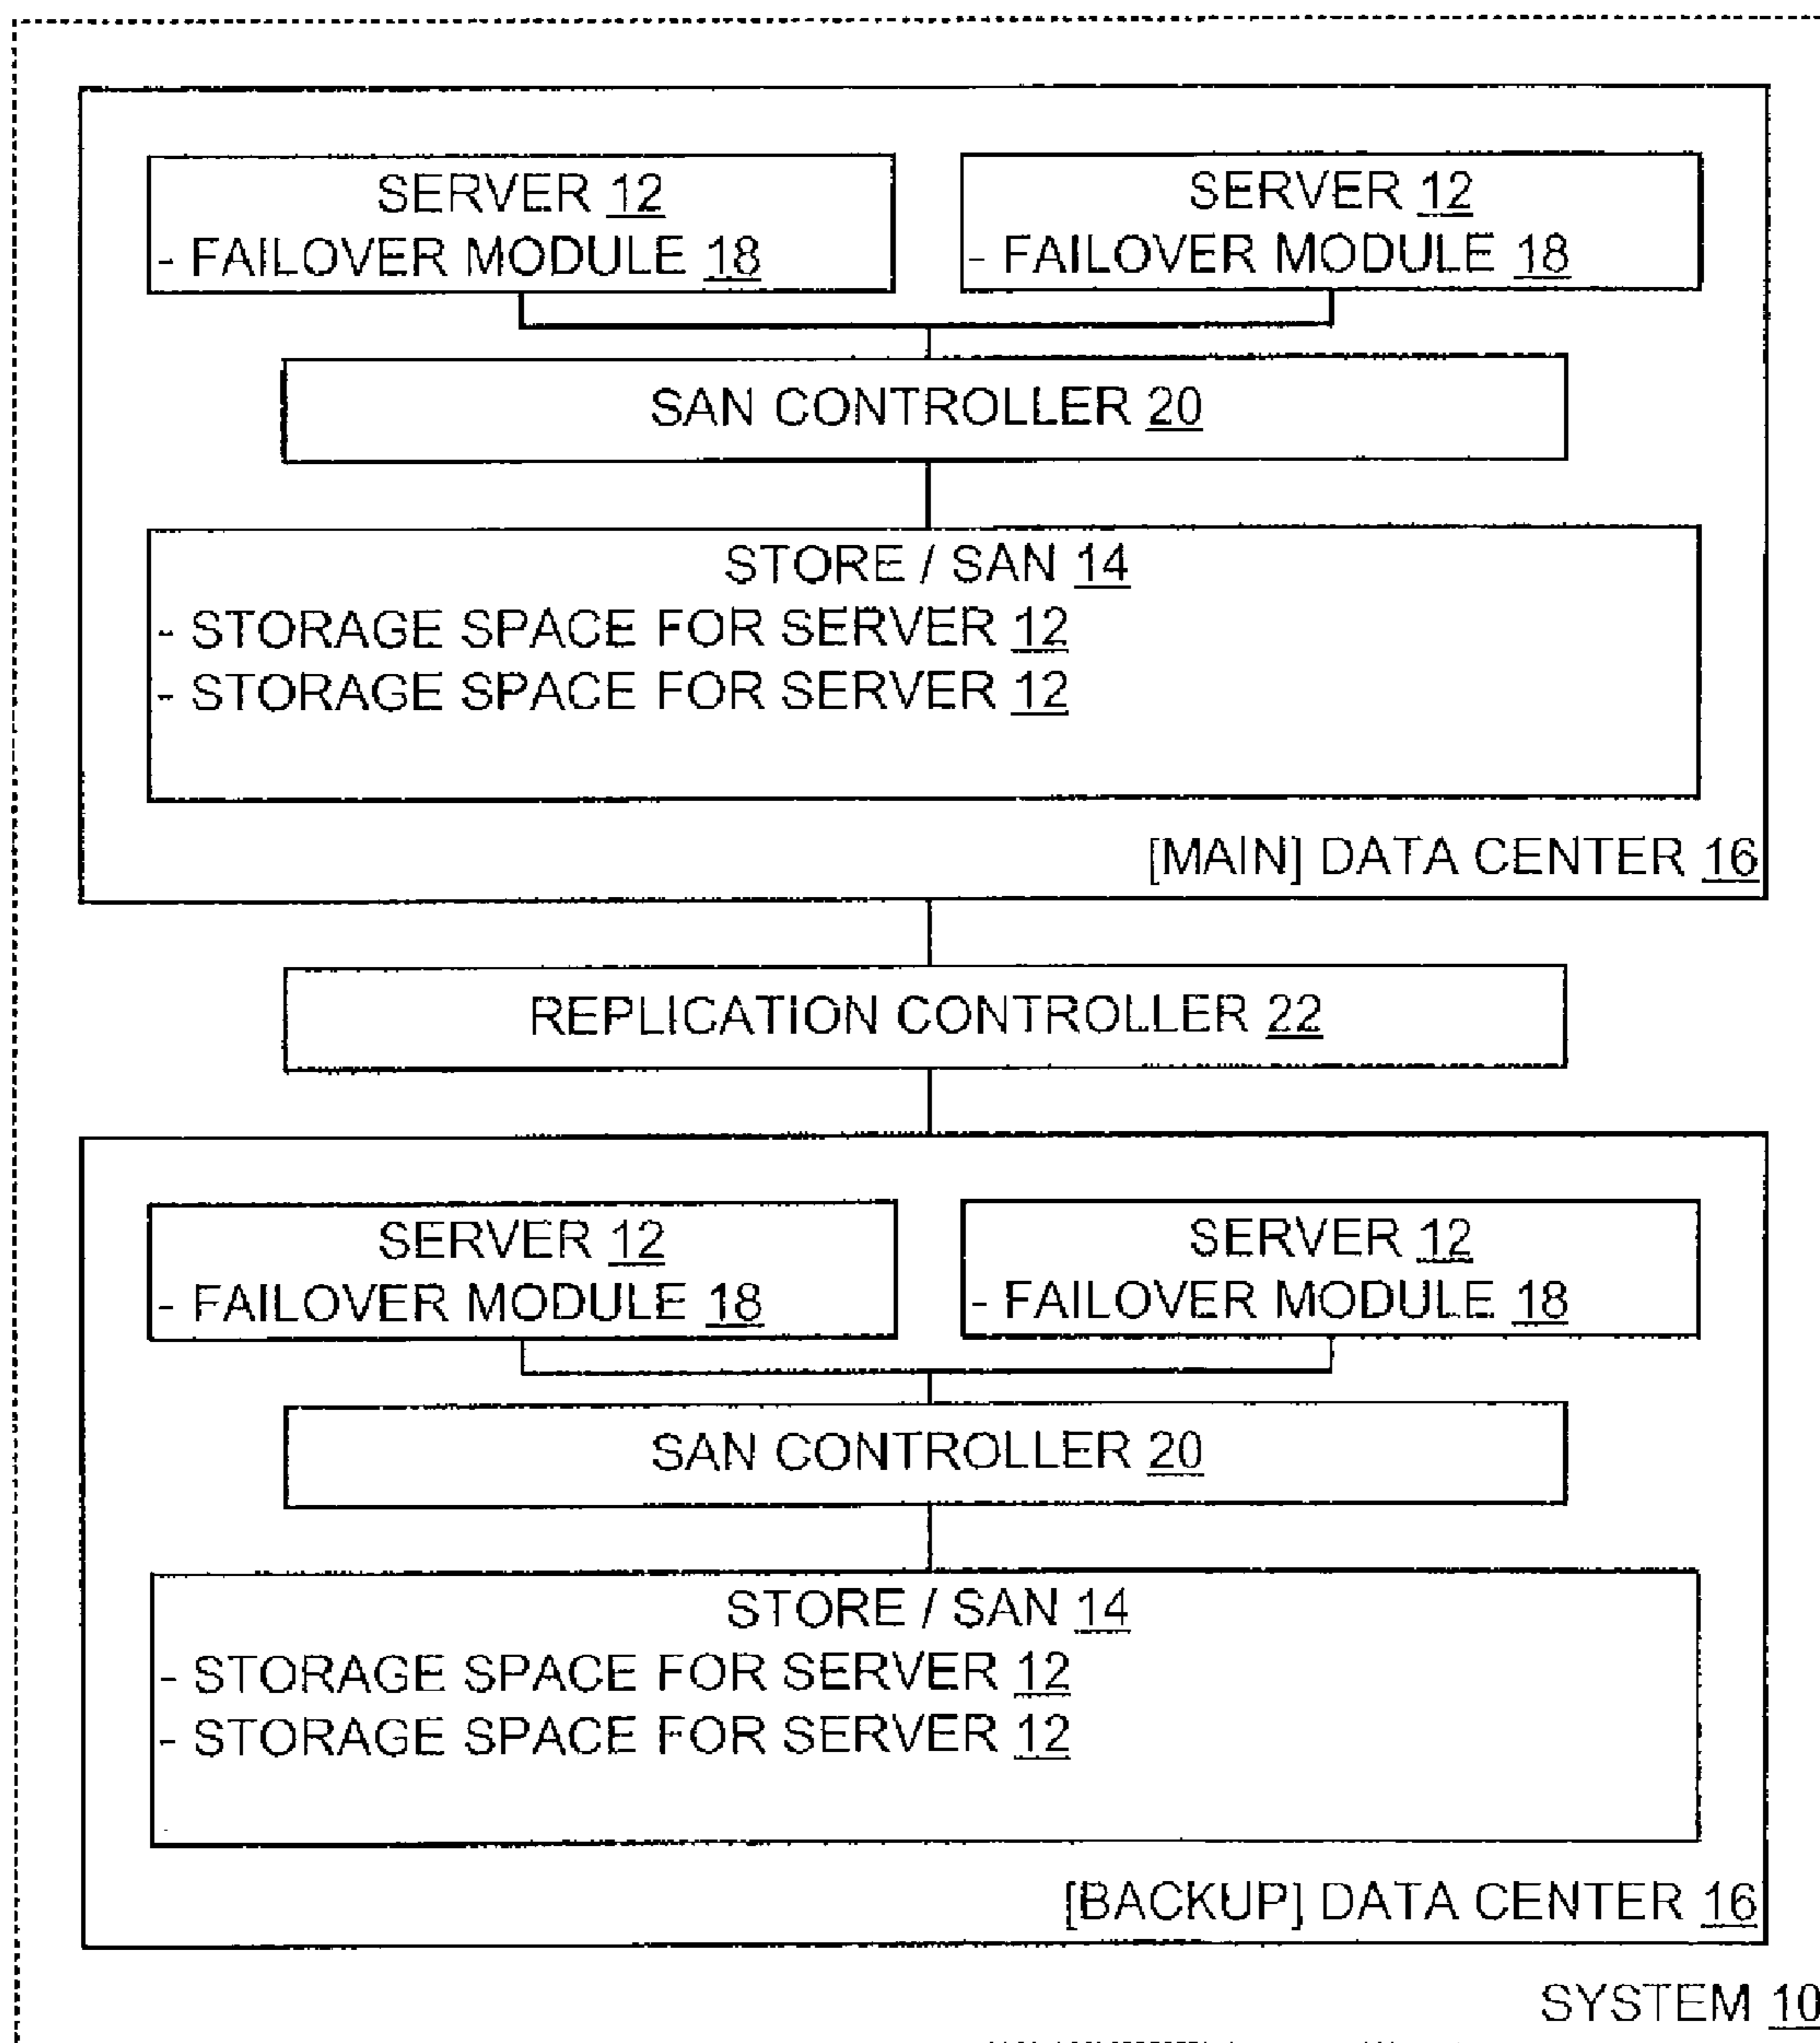 SERVER 12
- FAILOVER MODULE 18
SERVER 12
- FAILOVER MODULE 18
SAN CONTROLLER 20
STORE / SAN 14
- STORAGE SPACE FOR SERVER 12
- STORAGE SPACE FOR SERVER 12
[MAIN] DATA CENTER 16
REPLICATION CONTROLLER 22
SERVER 12
- FAILOVER MODULE 18
SERVER 12
- FAILOVER MODULE 18
SAN CONTROLLER 20
STORE / SAN 14
- STORAGE SPACE FOR SERVER 12
- STORAGE SPACE FOR SERVER 12
[BACKUP] DATA CENTER 16
SYSTEM 10